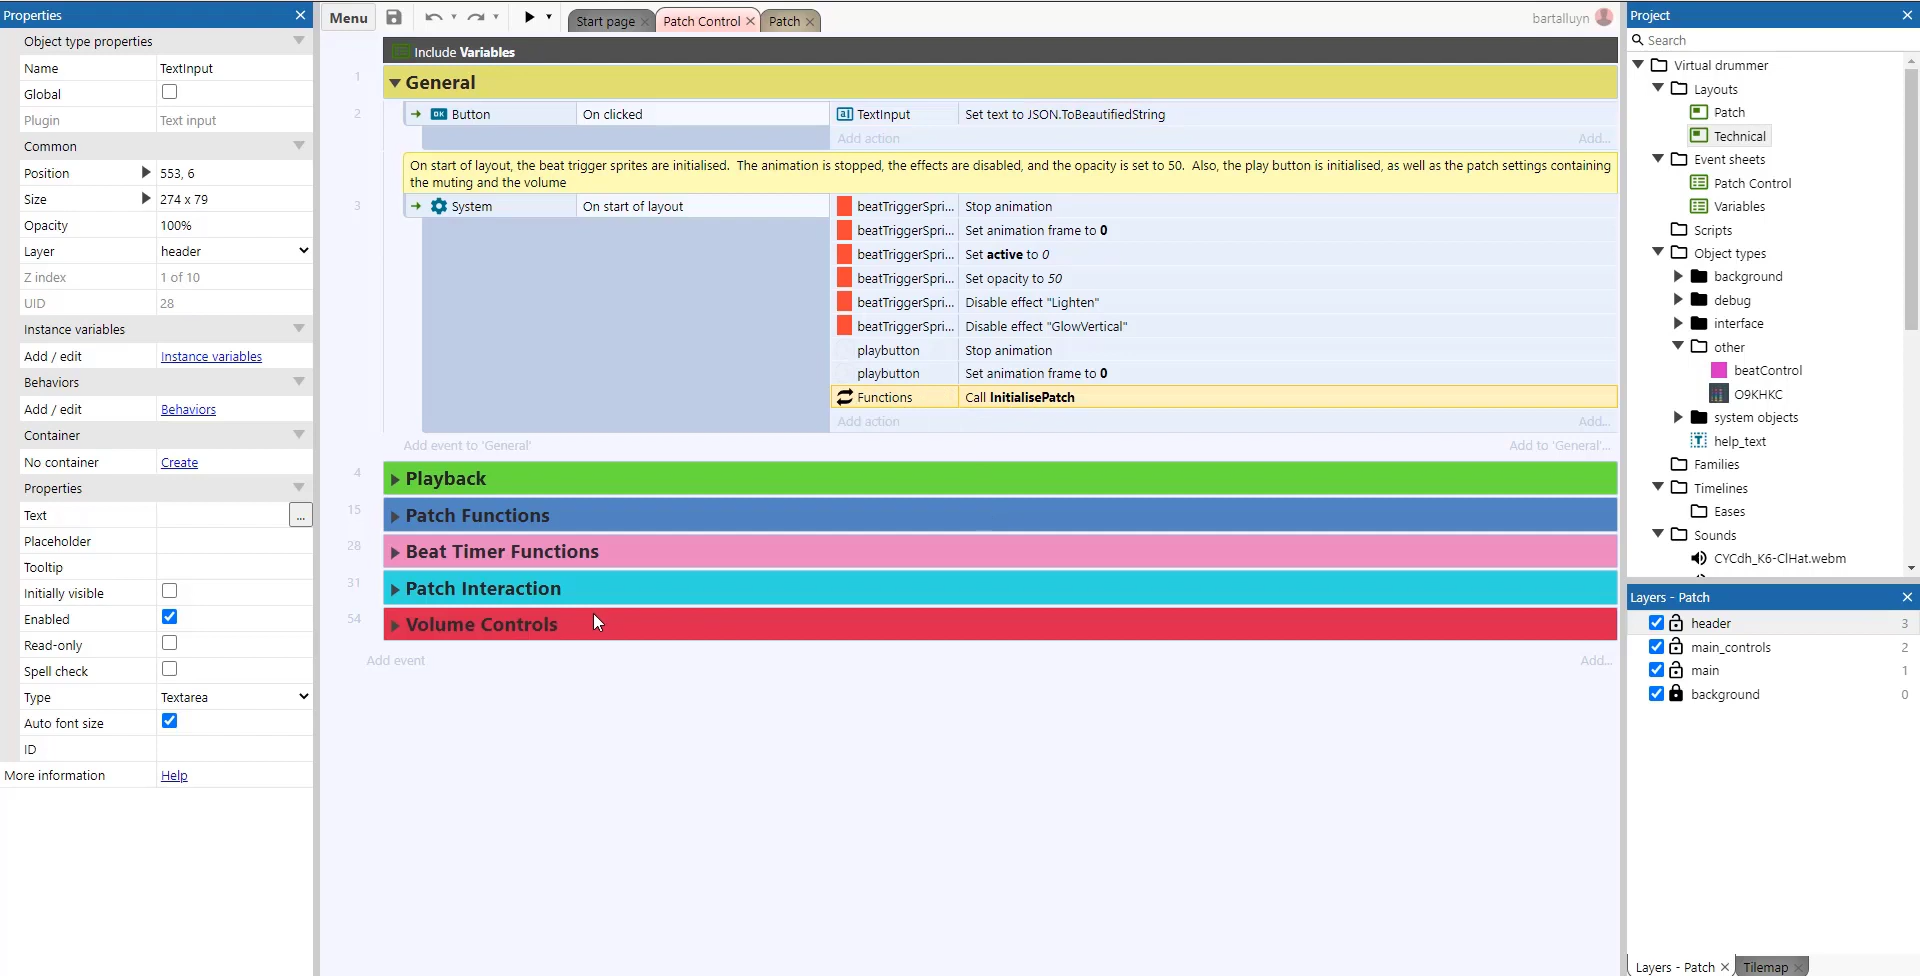 Properties
Object type properties
Name TextInput
Global
Plugin Text input
Common
Position 553, 6
Size 274 x 79
Opacity 100%
Layer header
Z index 1 of 10
UID 28
Instance variables
Add / edit Instance variables
Behaviors
Add / edit Behaviors
Container
No container Create
Properties
Text ...
Placeholder
Tooltip
Initially visible
Enabled
Read-only
Spell check
Type Textarea
Auto font size
ID
More information Help
Menu
Start page
Patch Control
Patch
bartalluyn
Include Variables
1 General
2 OK Button On clicked TextInput Set text to JSON.ToBeautifiedString
Add action Add...
On start of layout, the beat trigger sprites are initialised. The animation is stopped, the effects are disabled, and the opacity is set to 50. Also, the play button is initialised, as well as the patch settings containing
the muting and the volume
3 System On start of layout beatTriggerSpri... Stop animation
beatTriggerSpri... Set animation frame to 0
beatTriggerSpri... Set active to 0
beatTriggerSpri... Set opacity to 50
beatTriggerSpri... Disable effect "Lighten"
beatTriggerSpri... Disable effect "GlowVertical"
playbutton Stop animation
playbutton Set animation frame to 0
Functions Call InitialisePatch
Add action Add...
Add event to 'General' Add to 'General'...
4 Playback
15 Patch Functions
28 Beat Timer Functions
31 Patch Interaction
54 Volume Controls
Add event Add...
Project
Search
Virtual drummer
Layouts
Patch
Technical
Event sheets
Patch Control
Variables
Scripts
Object types
background
debug
interface
other
beatControl
O9KHKC
system objects
help_text
Families
Timelines
Eases
Sounds
CYCdh_K6-ClHat.webm
Layers - Patch
header 3
main_controls 2
main 1
background 0
Layers - Patch
Tilemap